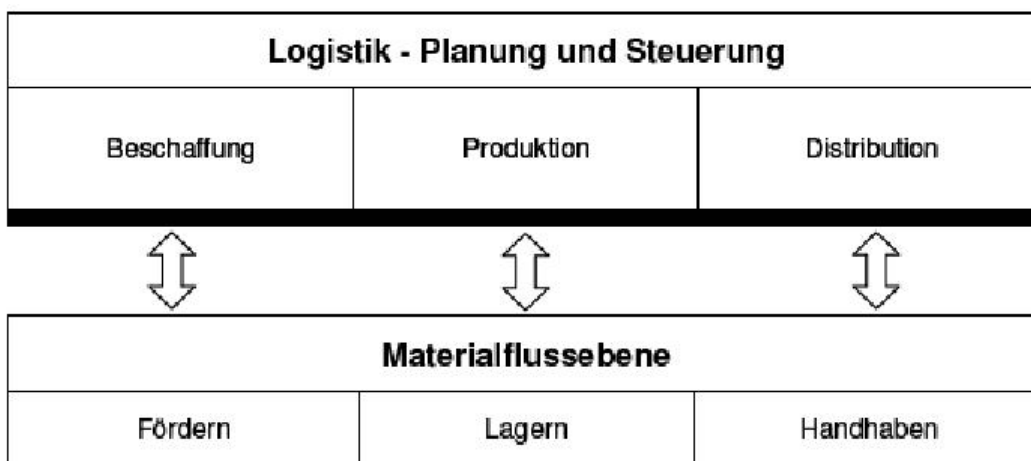 Logistik - Planung und Steuerung
Beschaffung
Produktion
Distribution
Materialflussebene
Fördern
Lagern
Handhaben